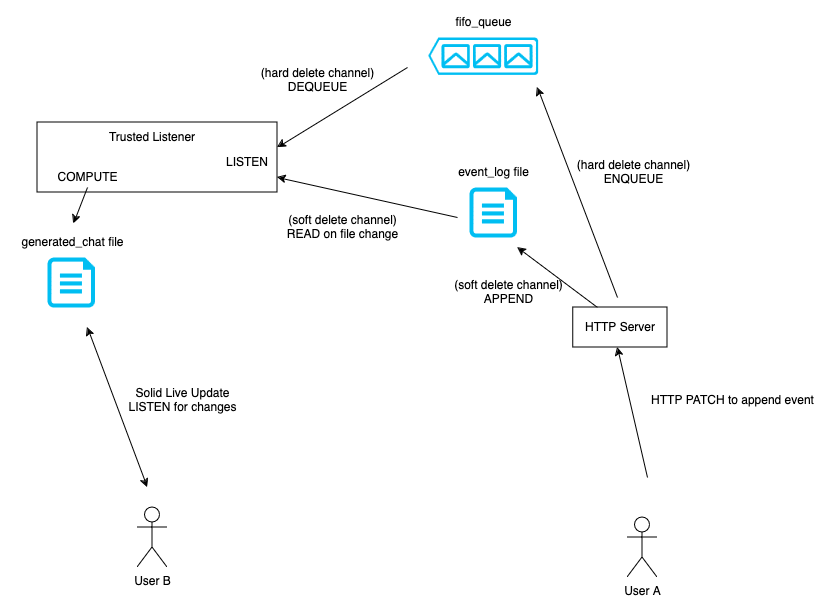 fifo_queue
(hard delete channel)
DEQUEUE
Trusted Listener
LISTEN
COMPUTE
(hard delete channel)
ENQUEUE
event_log file
(soft delete channel)
READ on file change
generated_chat file
(soft delete channel)
APPEND
HTTP Server
Solid Live Update
LISTEN for changes
HTTP PATCH to append event
User B
User A